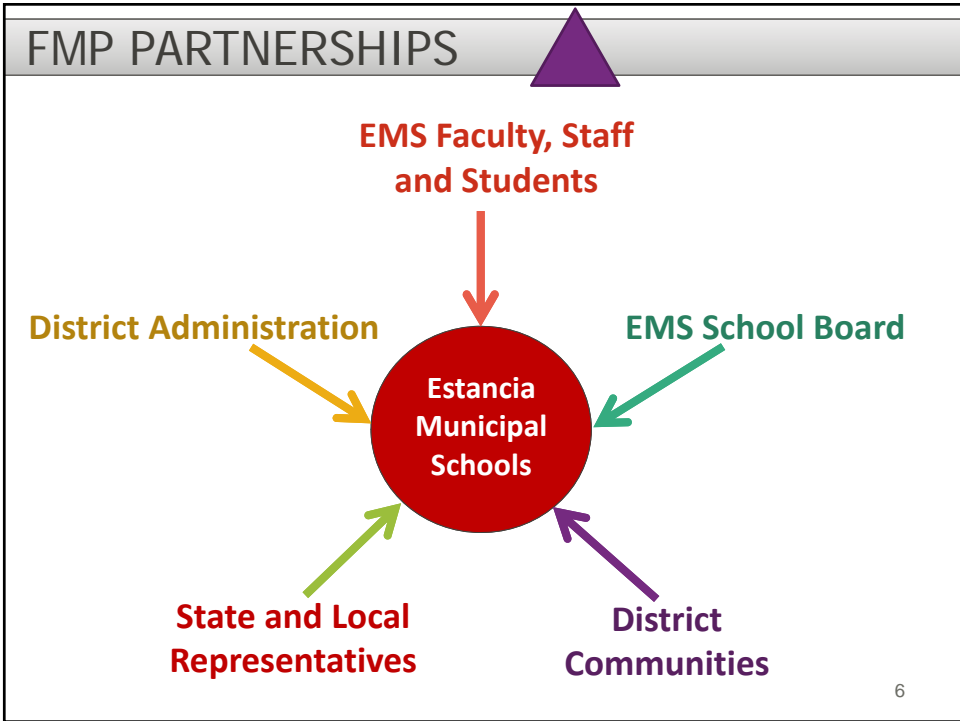 FMP PARTNERSHIPS
EMS Faculty, Staff
and Students
District Administration
EMS School Board
Estancia
Municipal
Schools
State and Local
Representatives
District
Communities
6